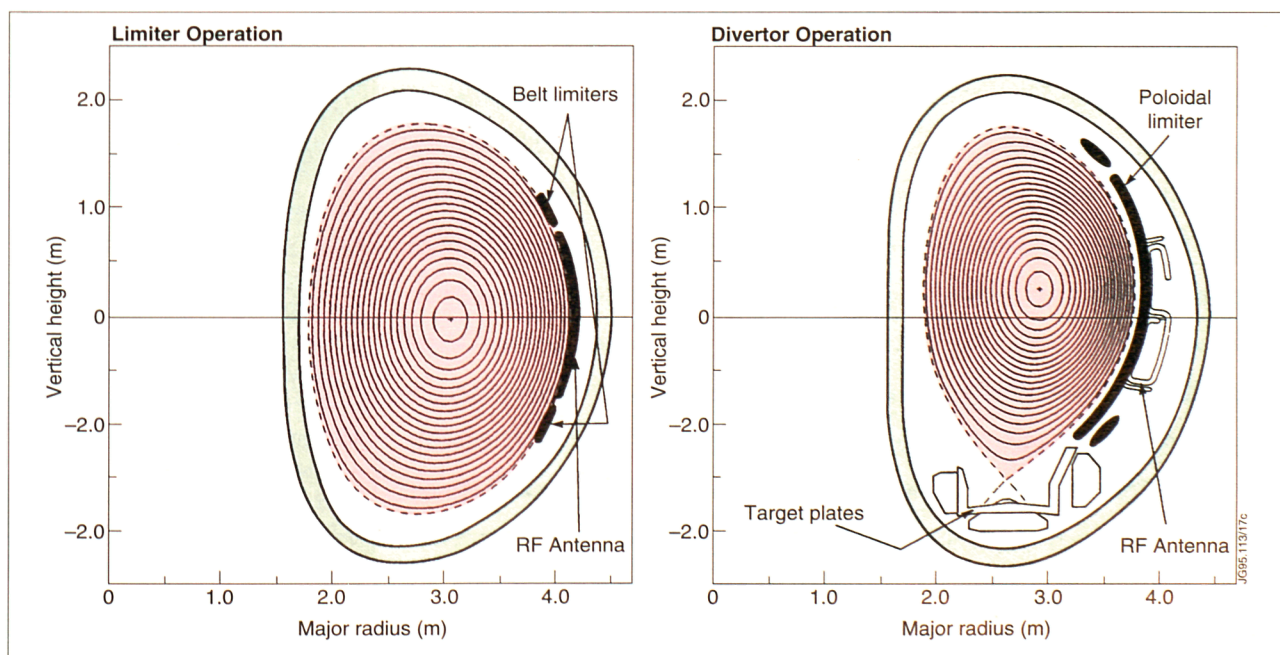 Limiter Operation
2.0
1.0
0
–2.0
–2.0
Vertical height (m)
0
1.0
2.0
3.0
4.0
Major radius (m)
Belt limiters
RF Antenna
Divertor Operation
2.0
1.0
0
–2.0
–2.0
Vertical height (m)
0
1.0
2.0
3.0
4.0
Major radius (m)
Poloidal
limiter
Target plates
RF Antenna
JG95.113/17c